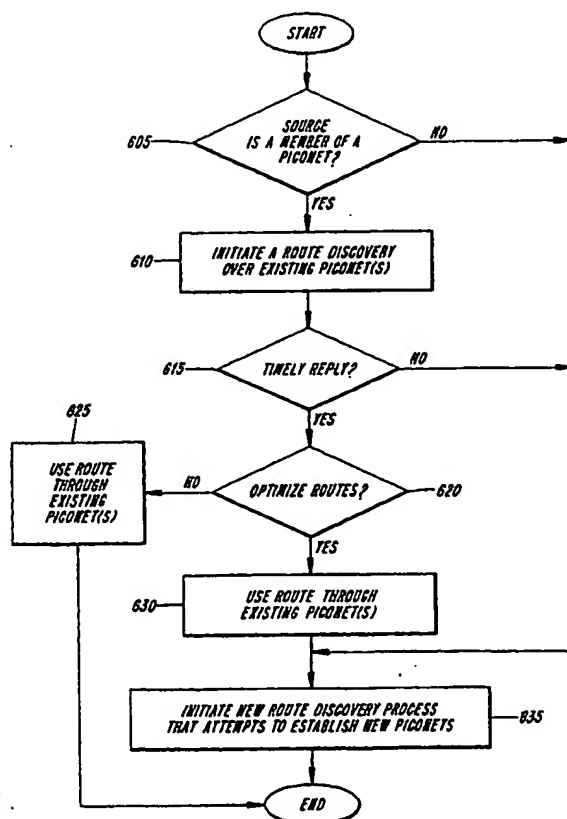 START
SOURCE
IS A MEMBER OF A
PICONET?
NO
605
YES
INITIATE A ROUTE DISCOVERY
OVER EXISTING PICONET(S)
610
TIMELY REPLY?
NO
615
YES
625
USE ROUTE
THROUGH
EXISTING
PICONET(S)
NO
OPTIMIZE ROUTES?
620
YES
USE ROUTE THROUGH
EXISTING PICONET(S)
630
INITIATE NEW ROUTE DISCOVERY PROCESS
THAT ATTEMPTS TO ESTABLISH NEW PICONETS
635
END